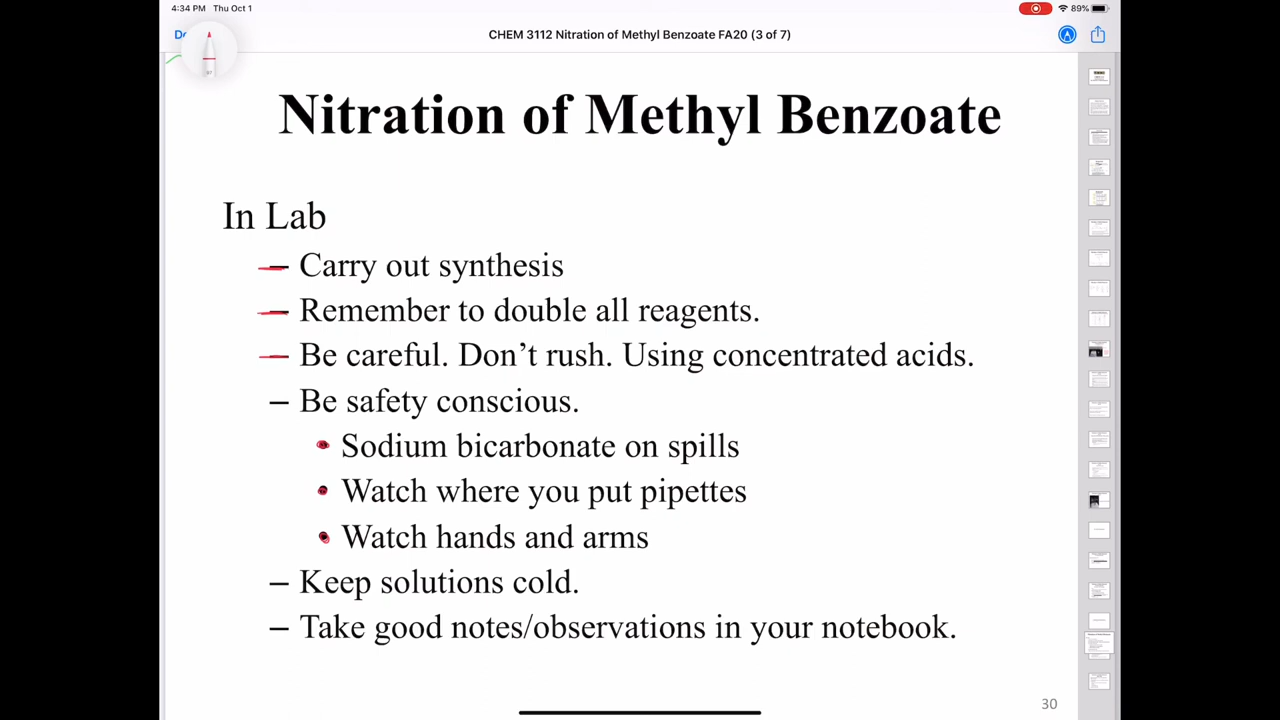 4:34 PM Thu Oct 1
89%
CHEM 3112 Nitration of Methyl Benzoate FA20 (3 of 7)
Nitration of Methyl Benzoate
In Lab
– Carry out synthesis
– Remember to double all reagents.
– Be careful. Don’t rush. Using concentrated acids.
– Be safety conscious.
• Sodium bicarbonate on spills
• Watch where you put pipettes
• Watch hands and arms
– Keep solutions cold.
– Take good notes/observations in your notebook.
30